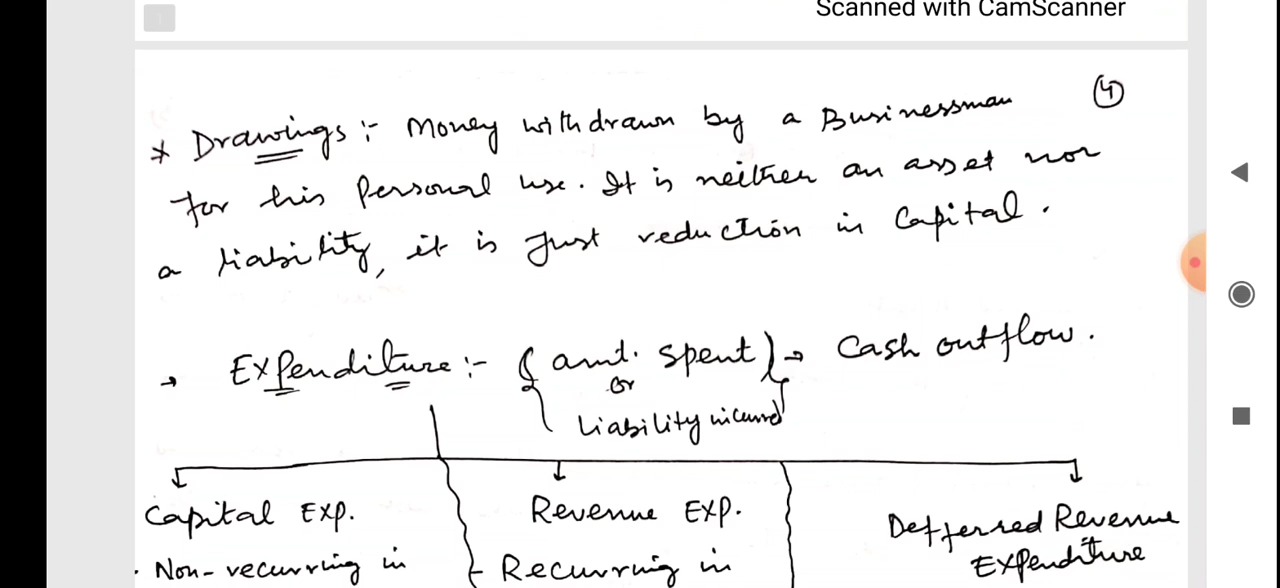 Scanned with CamScanner
④
* Drawings :- Money withdrawn by a Businessman
for his Personal use. It is neither an asset nor
a liability, it is Just reduction in Capital.
→ Expenditure :- { amt. spent } → Cash outflow.
or
Liability incurred
Capital Exp.
Revenue Exp.
Defferred Revenue
Expenditure
. Non-recurring in
- Recurring in